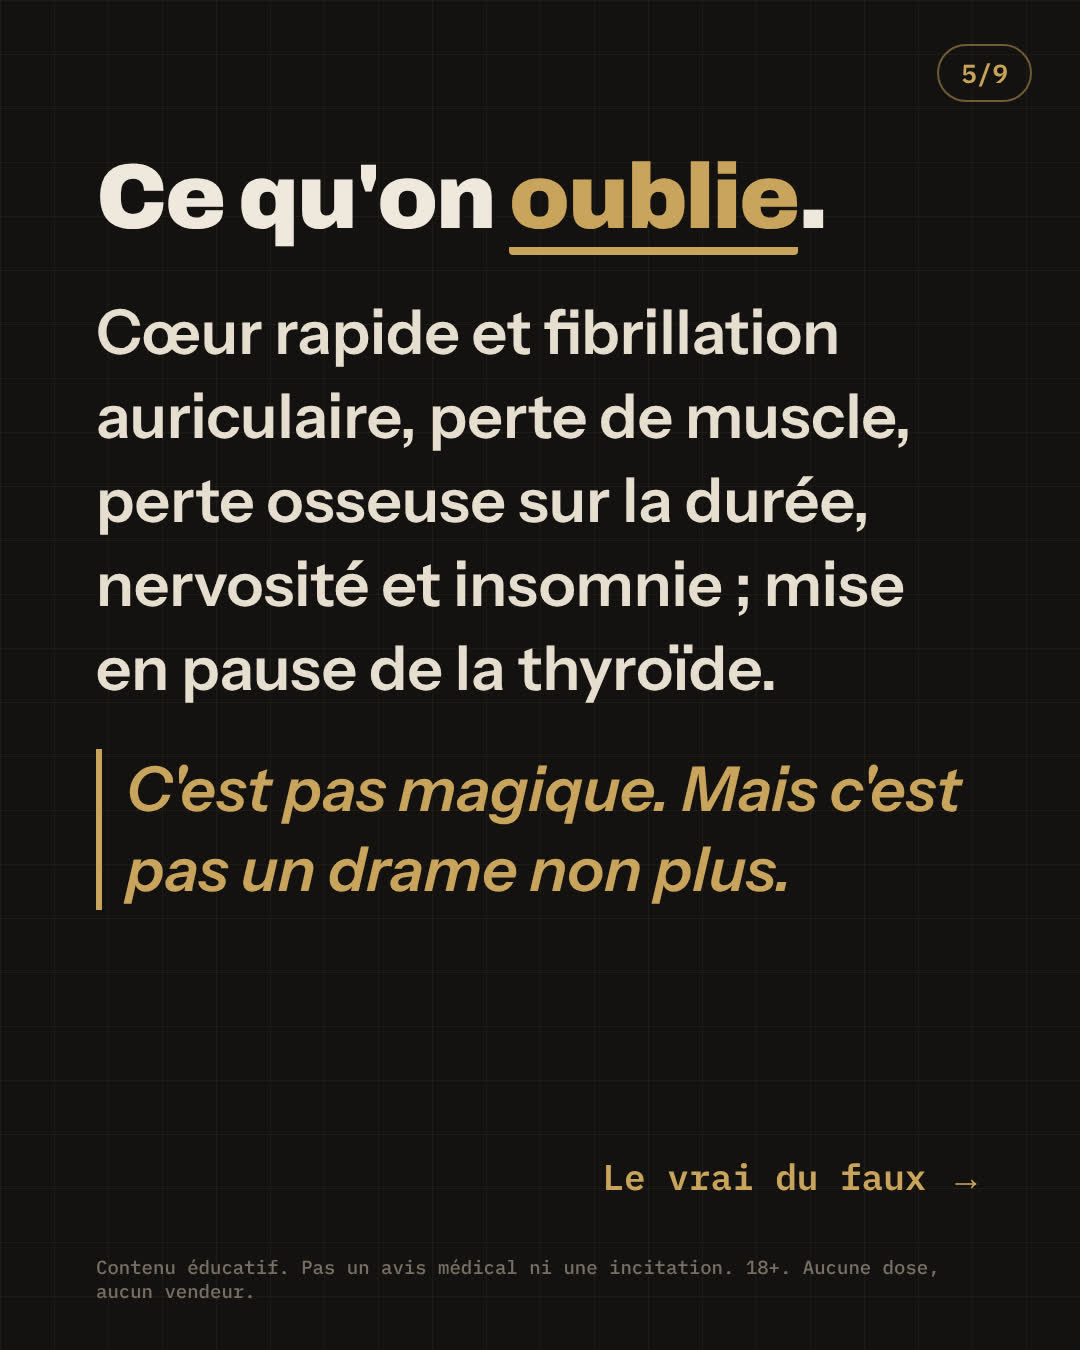 5/9
Ce qu'on oublie.
Cœur rapide et fibrillation
auriculaire, perte de muscle,
perte osseuse sur la durée,
nervosité et insomnie ; mise
en pause de la thyroïde.
C'est pas magique. Mais c'est
pas un drame non plus.
Le vrai du faux →
Contenu éducatif. Pas un avis médical ni une incitation. 18+. Aucune dose,
aucun vendeur.